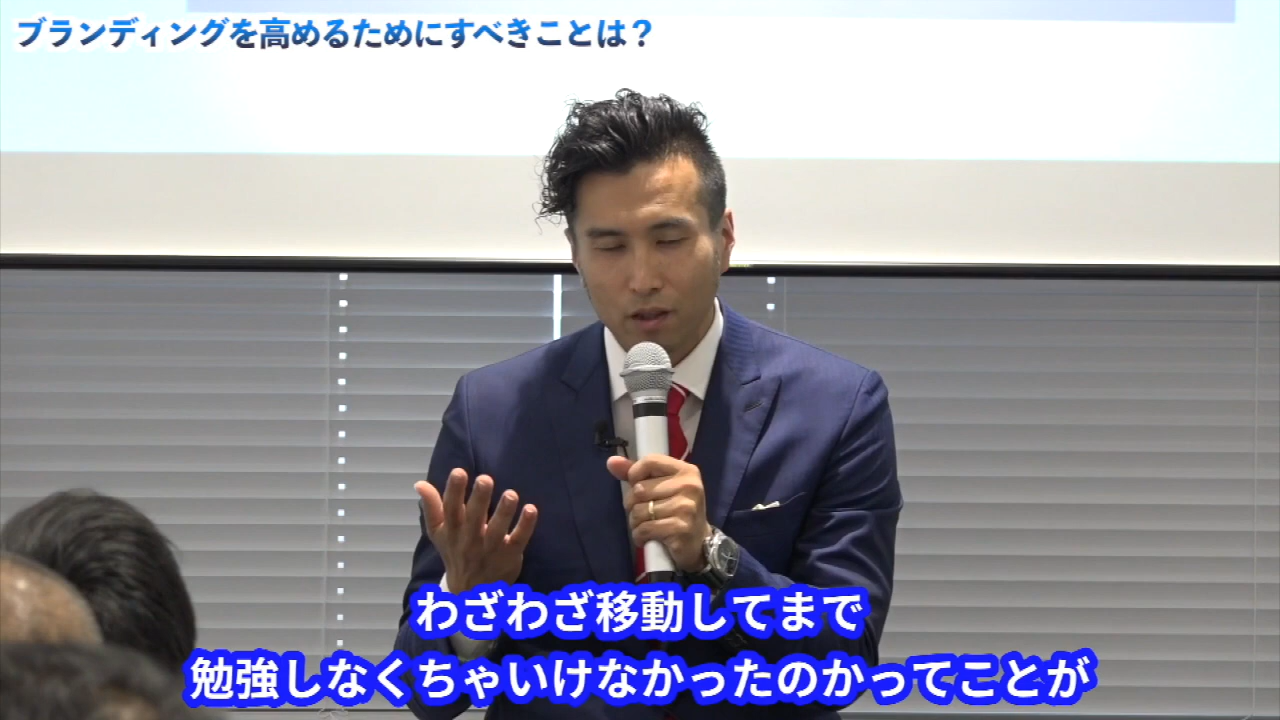 ブランディングを高めるためにすべきことは？
わざわざ移動してまで
勉強しなくちゃいけなかったのかってことが